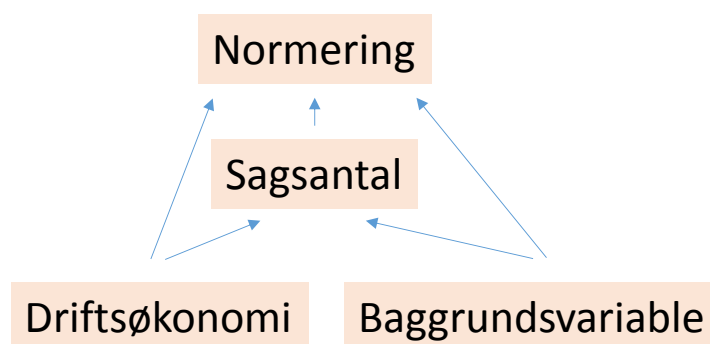 Normering
Sagsantal
Driftsøkonomi
Baggrundsvariable